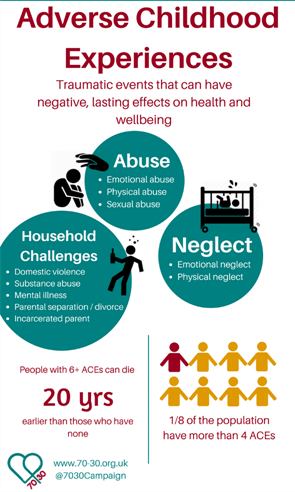 Adverse Childhood
Experiences
Traumatic events that can have
negative, lasting effects on health and
wellbeing
Abuse
• Emotional abuse
• Physical abuse
• Sexual abuse
Household
Challenges
• Domestic violence
• Substance abuse
• Mental illness
• Parental separation / divorce
• Incarcerated parent
Neglect
• Emotional neglect
• Physical neglect
People with 6+ ACEs can die
20 yrs
earlier than those who have
none
1/8 of the population
have more than 4 ACEs
70/30
www.70-30.org.uk
@7030Campaign